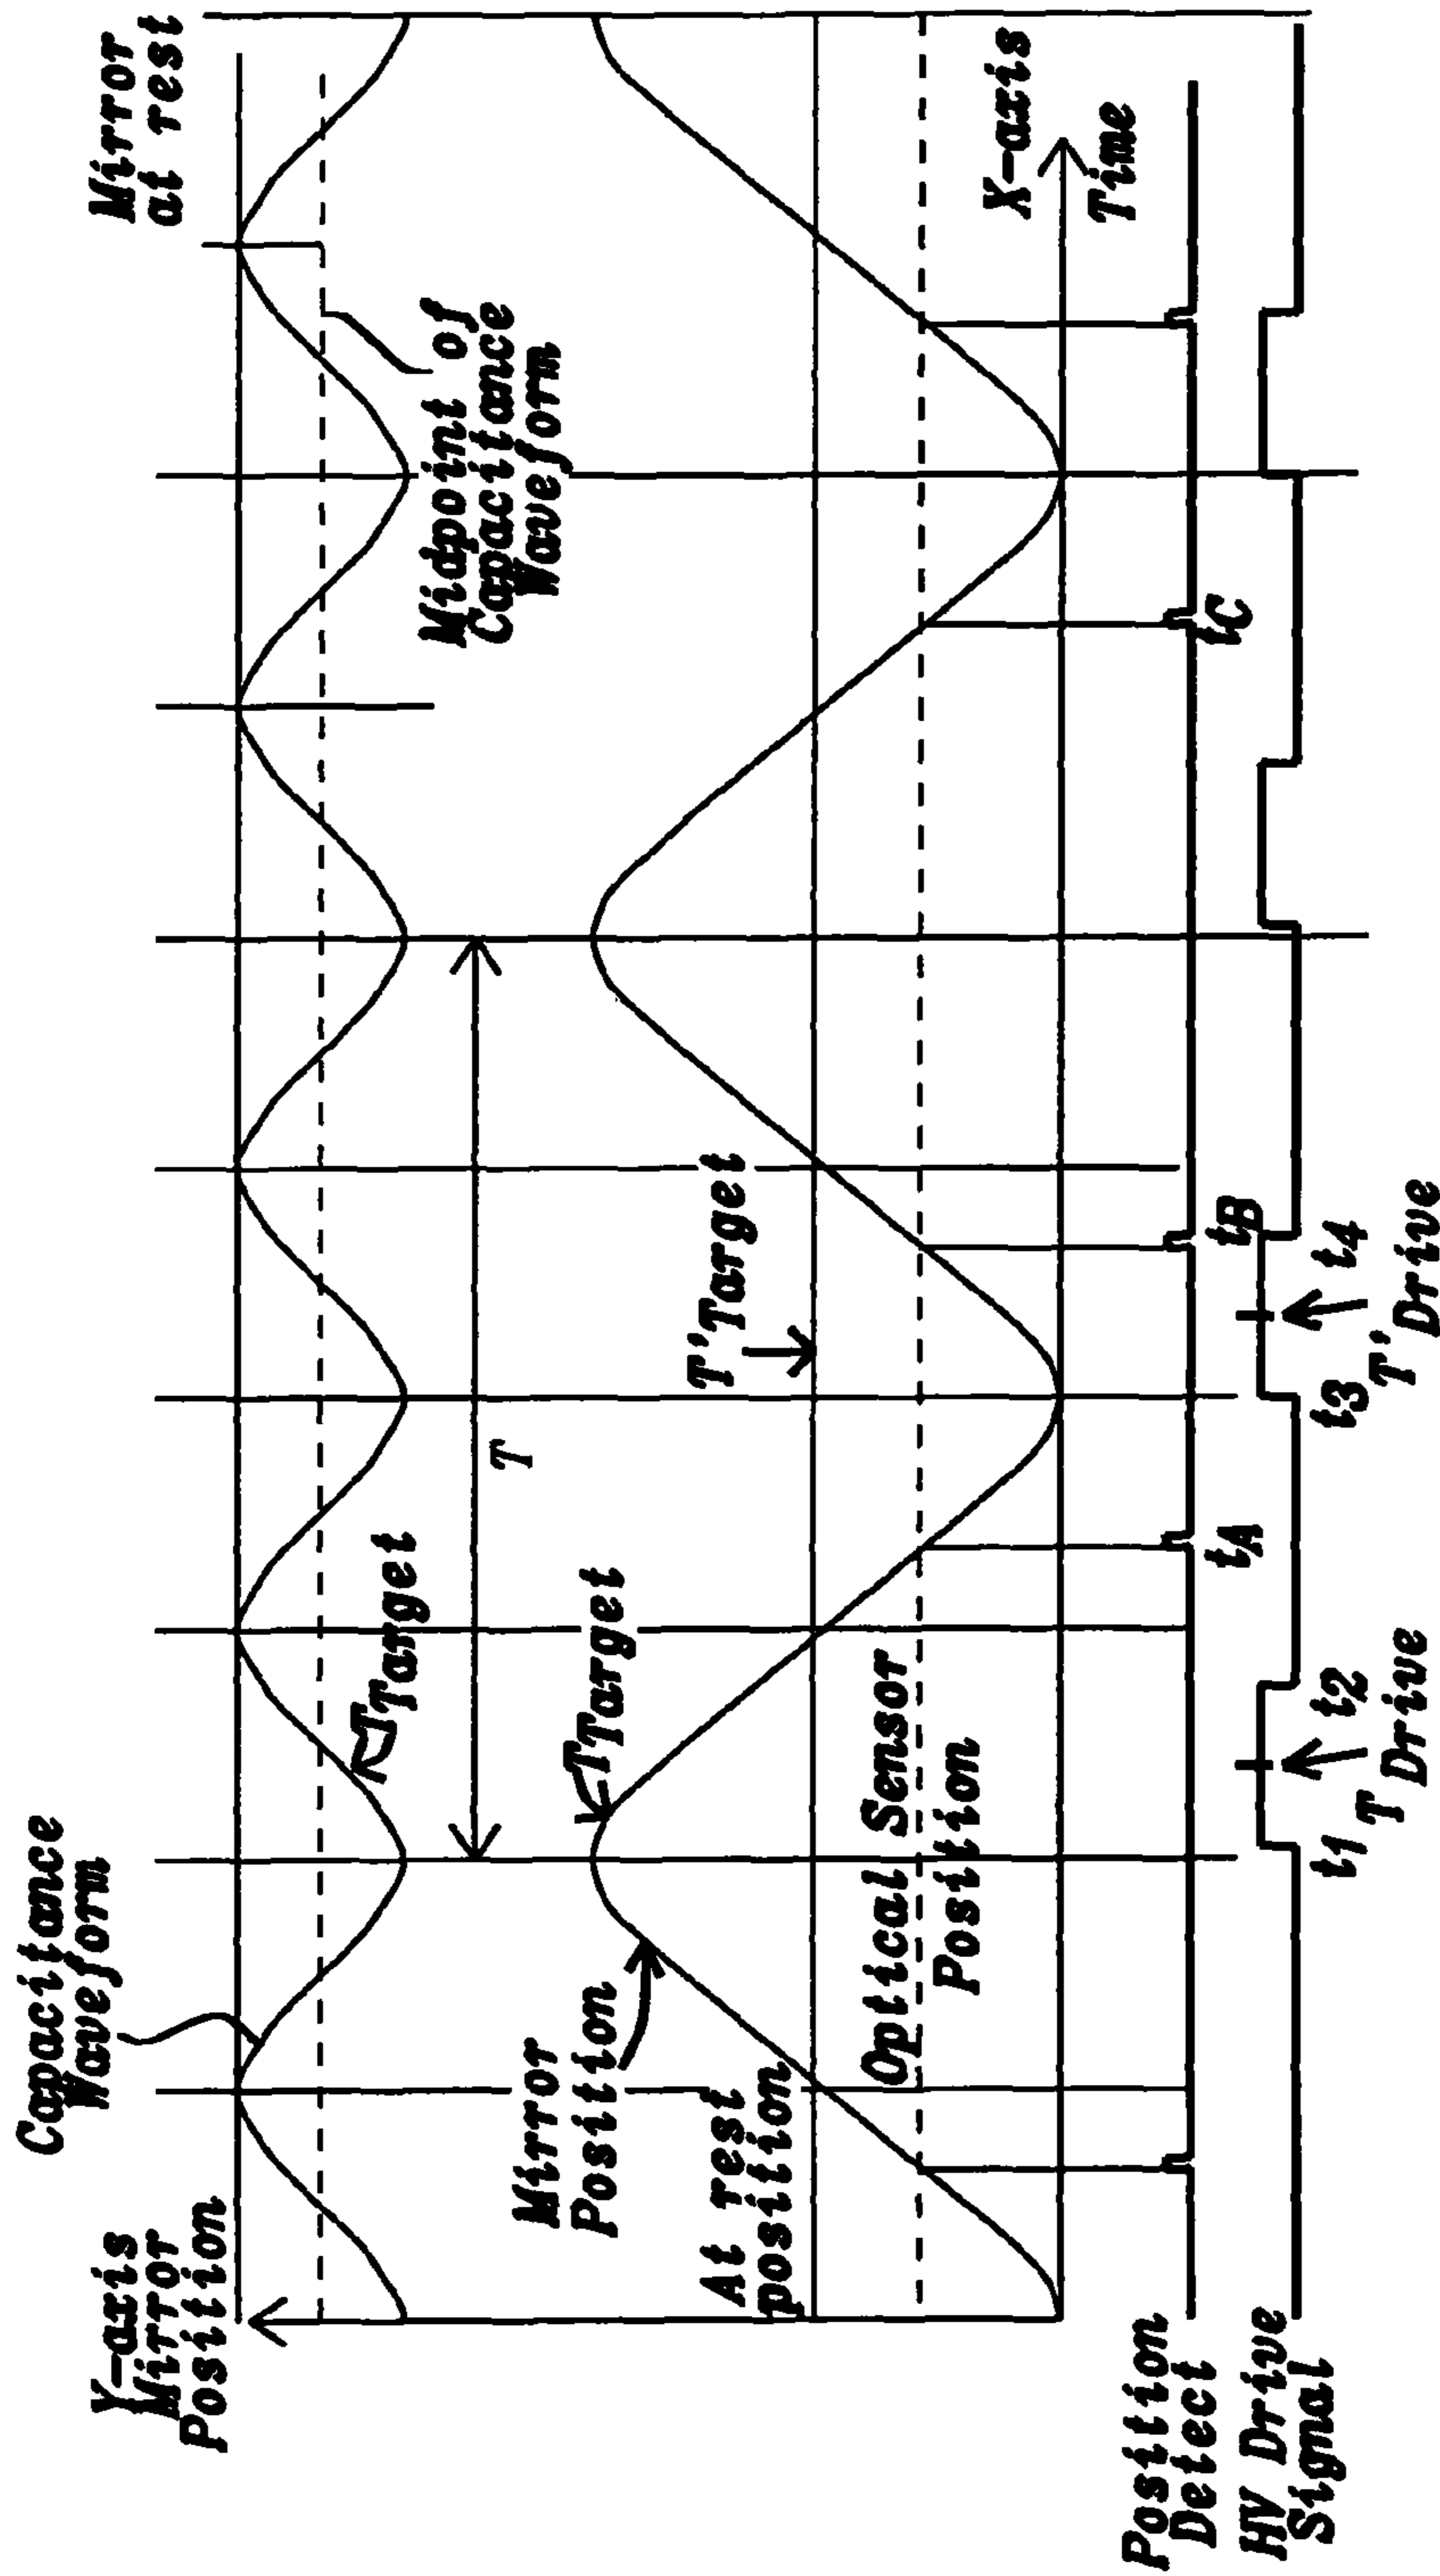 Capacitance
Waveform
Mirror
at rest
Y-axis
Mirror
Position
TTarget
Midpoint of
Capacitance
Waveform
T
Mirror
Position
TTarget
T'Target
At rest
position
Optical Sensor
Position
X-axis
Time
Position
Detect
tA
tB
tC
HV Drive
Signal
t1
t2
t3
t4
T Drive
T' Drive